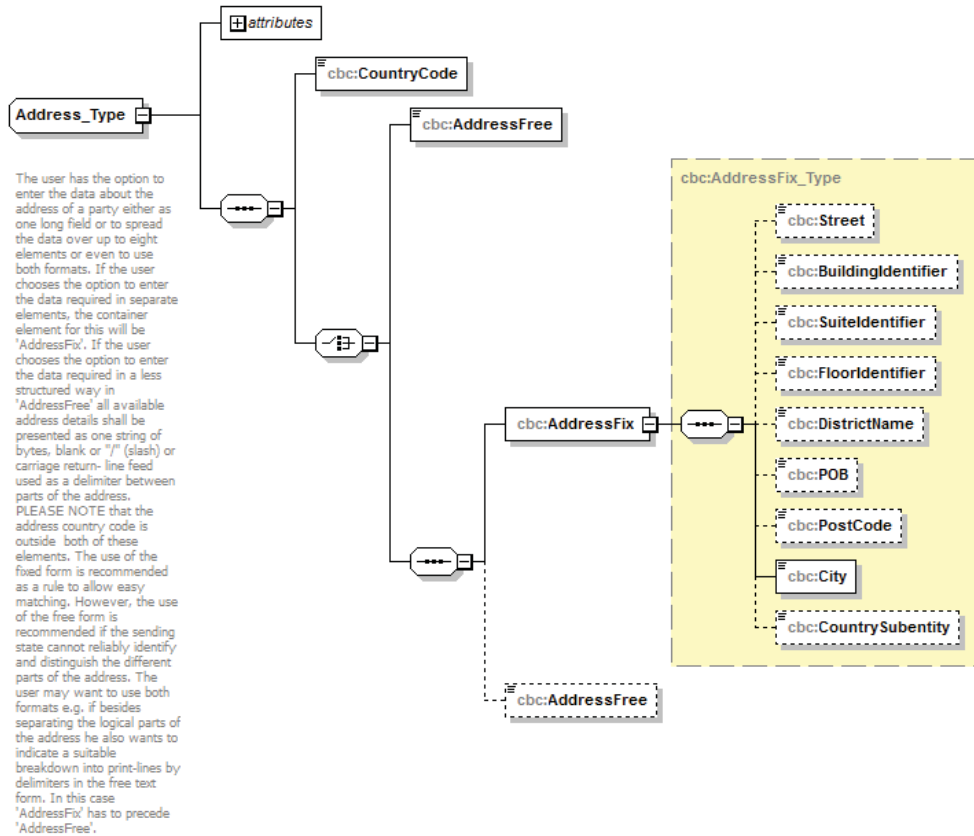 attributes
cbc:CountryCode
Address_Type
cbc:AddressFree
The user has the option to
enter the data about the
address of a party either as
one long field or to spread
the data over up to eight
elements or even to use
both formats. If the user
chooses the option to enter
the data required in separate
elements, the container
element for this will be
'AddressFix'. If the user
chooses the option to enter
the data required in a less
structured way in
'AddressFree' all available
address details shall be
presented as one string of
bytes, blank or "/" (slash) or
carriage return- line feed
used as a delimiter between
parts of the address.
PLEASE NOTE that the
address country code is
outside  both of these
elements. The use of the
fixed form is recommended
as a rule to allow easy
matching. However, the use
of the free form is
recommended if the sending
state cannot reliably identify
and distinguish the different
parts of the address. The
user may want to use both
formats e.g. if besides
separating the logical parts of
the address he also wants to
indicate a suitable
breakdown into print-lines by
delimiters in the free text
form. In this case
'AddressFix' has to precede
'AddressFree'.
cbc:AddressFix_Type
cbc:Street
cbc:BuildingIdentifier
cbc:SuiteIdentifier
cbc:FloorIdentifier
cbc:AddressFix
cbc:DistrictName
cbc:POB
cbc:PostCode
cbc:City
cbc:CountrySubentity
cbc:AddressFree